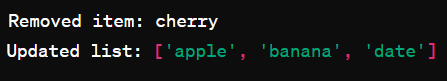 Removed item: cherry
Updated list: ['apple', 'banana', 'date']